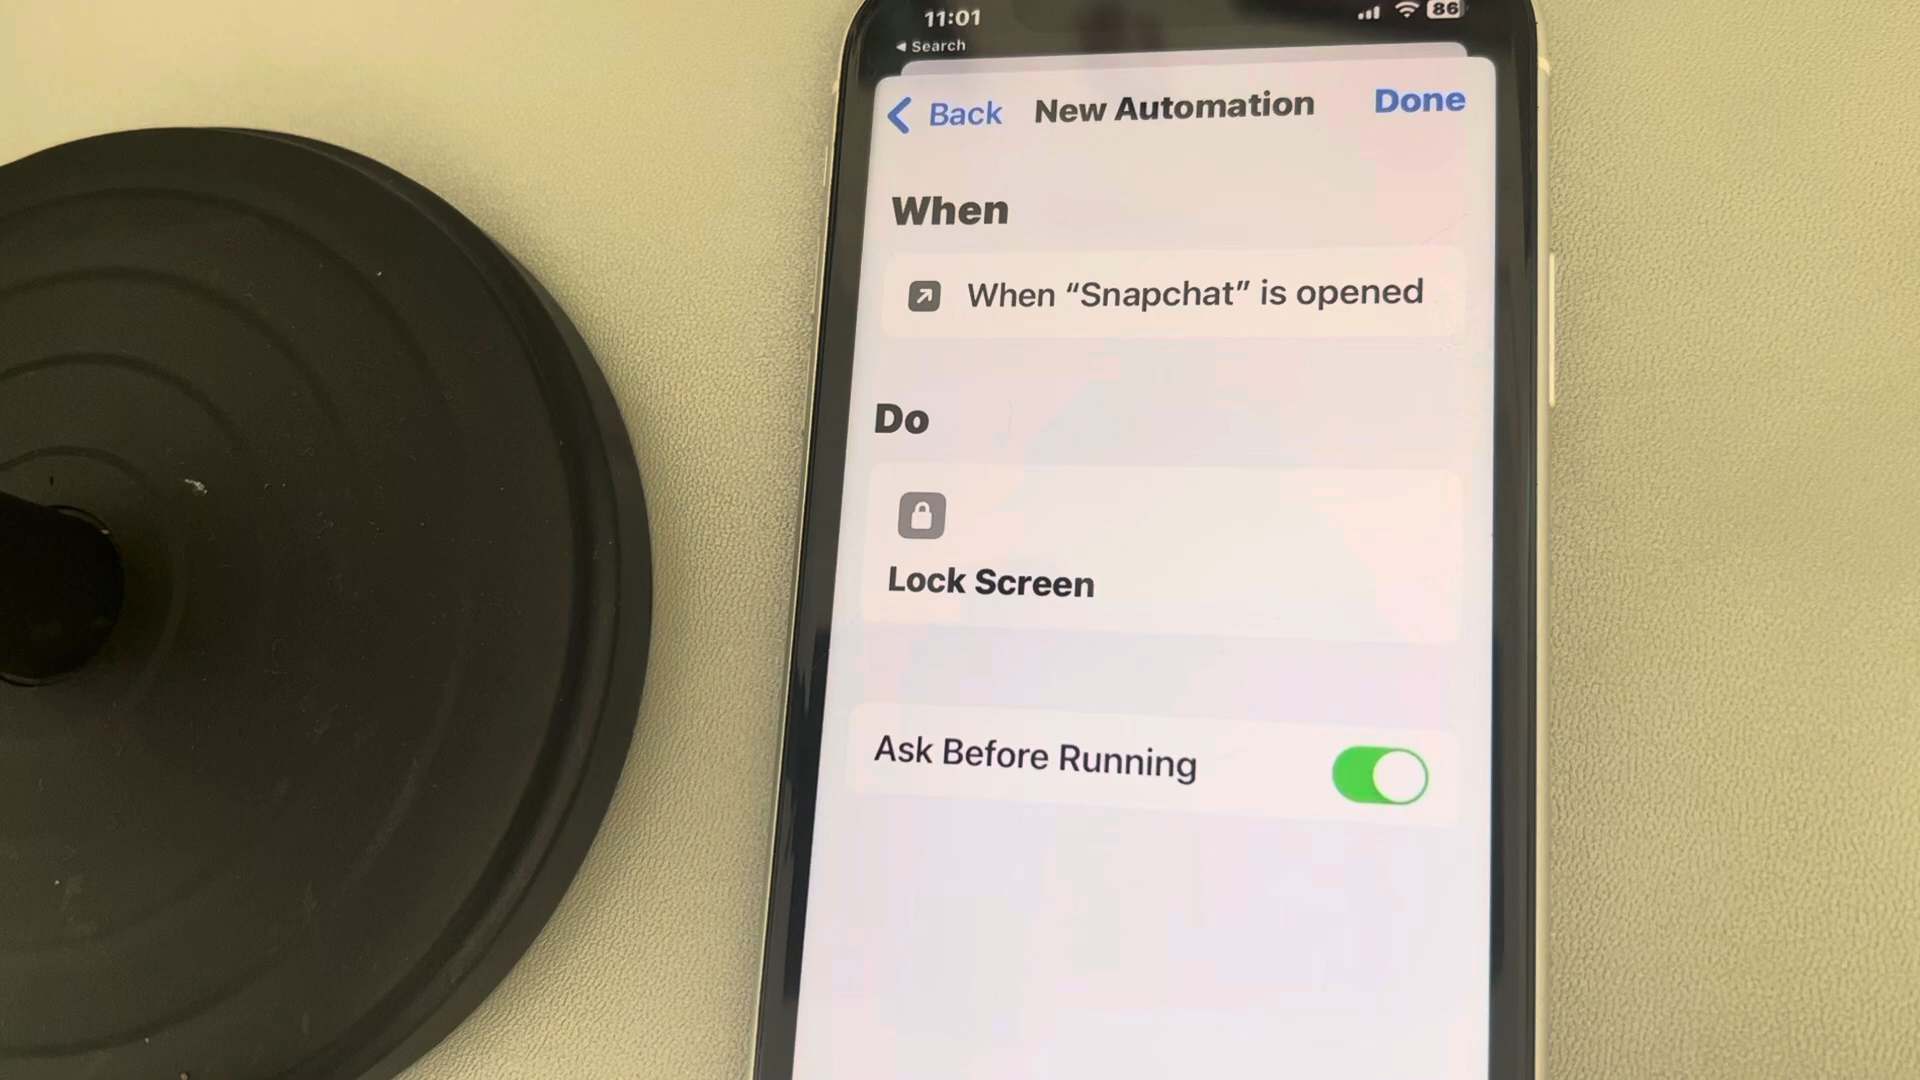 11:01
86
Search
Back New Automation Done
When
When “Snapchat” is opened
Do
Lock Screen
Ask Before Running